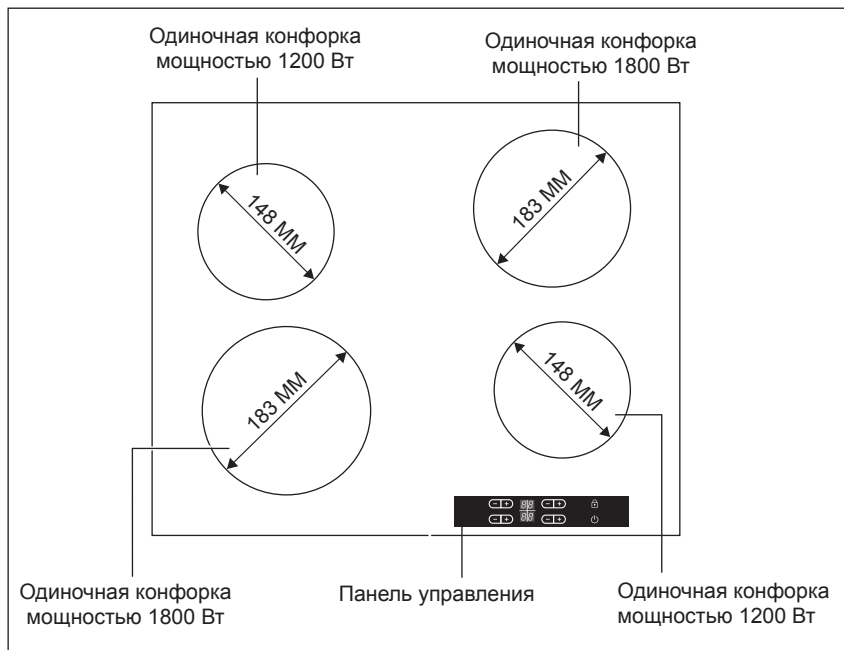 Одиночная конфорка
мощностью 1200 Вт
Одиночная конфорка
мощностью 1800 Вт
148 ММ
183 ММ
183 ММ
148 ММ
Одиночная конфорка
мощностью 1800 Вт
Панель управления
Одиночная конфорка
мощностью 1200 Вт